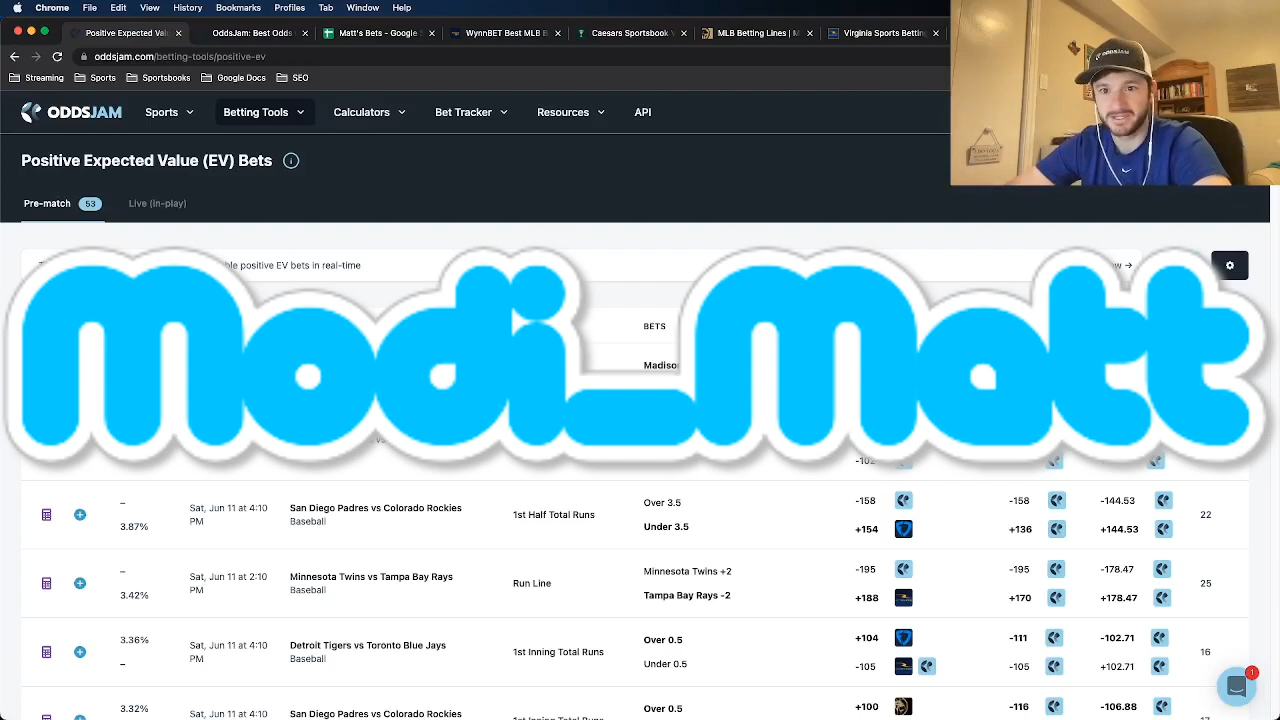 Chrome File Edit View History Bookmarks Profiles Tab Window Help
Positive Expected Val × OddsJam: Best Odds × Matt's Bets - Goo × WynnBET - Visit MLB B × Caesars Sportsbook × MLB Betting Lines | M × Virginia Sports Betting ×
oddsjam.com/betting-tools/positive-ev
Streaming Sports Sportsbooks Google Docs SEO
ODDSJAM Sports Betting Tools Calculators Bet Tools Resources API
Positive Expected Value (EV) Bets
Pre-match 53 Live (In-play)
ble positive EV bets in real-time
BETS
Madiso
Modi_Matt
-102
– Sat, Jun 11 at 4:10 San Diego Padres vs Colorado Rockies 1st Half Total Runs Over 3.5 -158 -158 -144.53 22
3.87% PM Baseball Under 3.5 +154 +136 +144.53
– Sat, Jun 11 at 2:10 Minnesota Twins vs Tampa Bay Rays Run Line Minnesota Twins +2 -195 -195 -178.47 25
3.42% PM Baseball Tampa Bay Rays -2 +188 +170 +178.47
3.36% Sat, Jun 11 at 4:10 Detroit Tigers vs Toronto Blue Jays 1st Inning Total Runs Over 0.5 +104 -111 -102.71 16
– PM Baseball Under 0.5 -105 -105 +102.71
1
3.32% Sat, Jun 11 at 4:10 San Diego Padres vs Colorado Rockies Over 0.5 +100 -116 -106.88